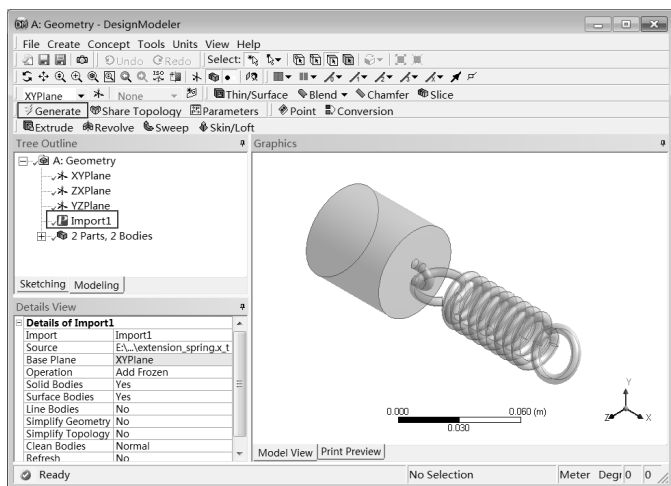 A: Geometry - DesignModeler
File Create Concept Tools Units View Help
Undo Redo Select:
XYPlane None Thin/Surface Blend Chamfer Slice
Generate Share Topology Parameters Point Conversion
Extrude Revolve Sweep Skin/Loft
Tree Outline
A: Geometry
XYPlane
ZXPlane
YZPlane
Import1
2 Parts, 2 Bodies
Sketching Modeling
Details View
Details of Import1
Import Import1
Source E:\...\extension_spring.x_t
Base Plane XYPlane
Operation Add Frozen
Solid Bodies Yes
Surface Bodies Yes
Line Bodies No
Simplify Geometry No
Simplify Topology No
Clean Bodies Normal
Refresh No
Graphics
0.000 0.060 (m)
0.030
Y
Z X
Model View Print Preview
Ready No Selection Meter Degr 0 0